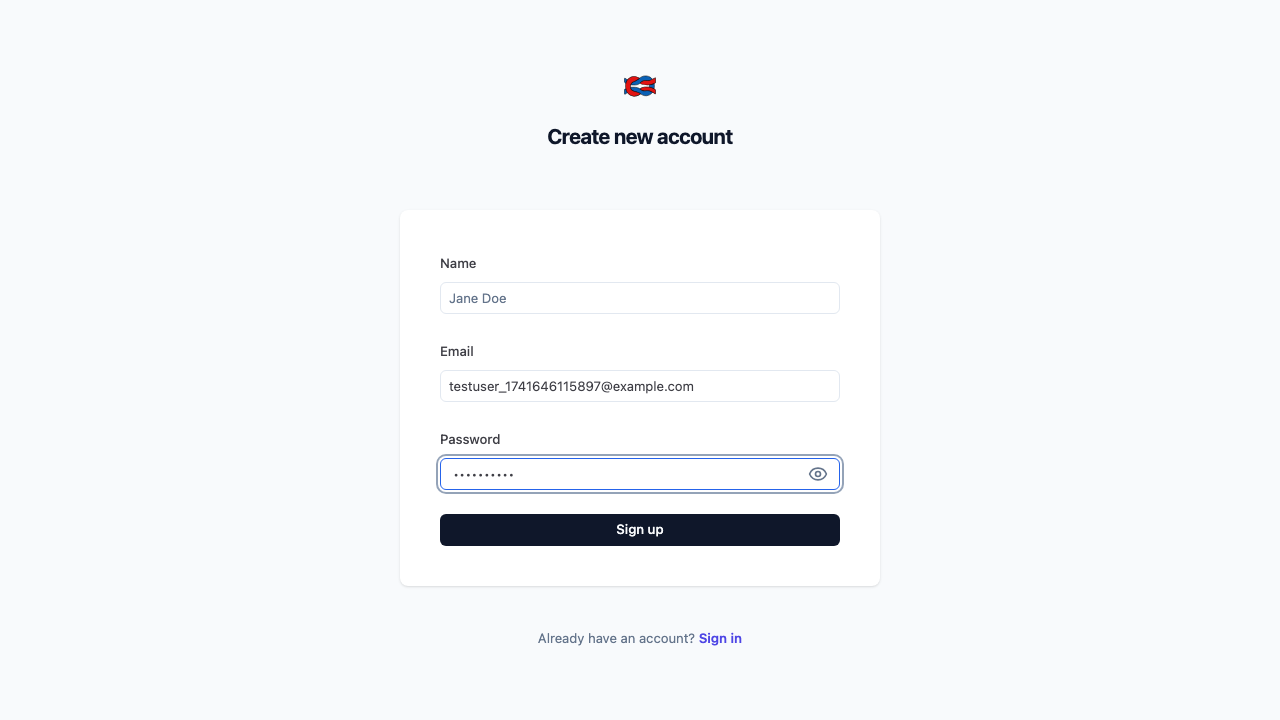 Create new account
Name
Jane Doe
Email
testuser_1741646115897@example.com
Password
••••••••••
Sign up
Already have an account? Sign in